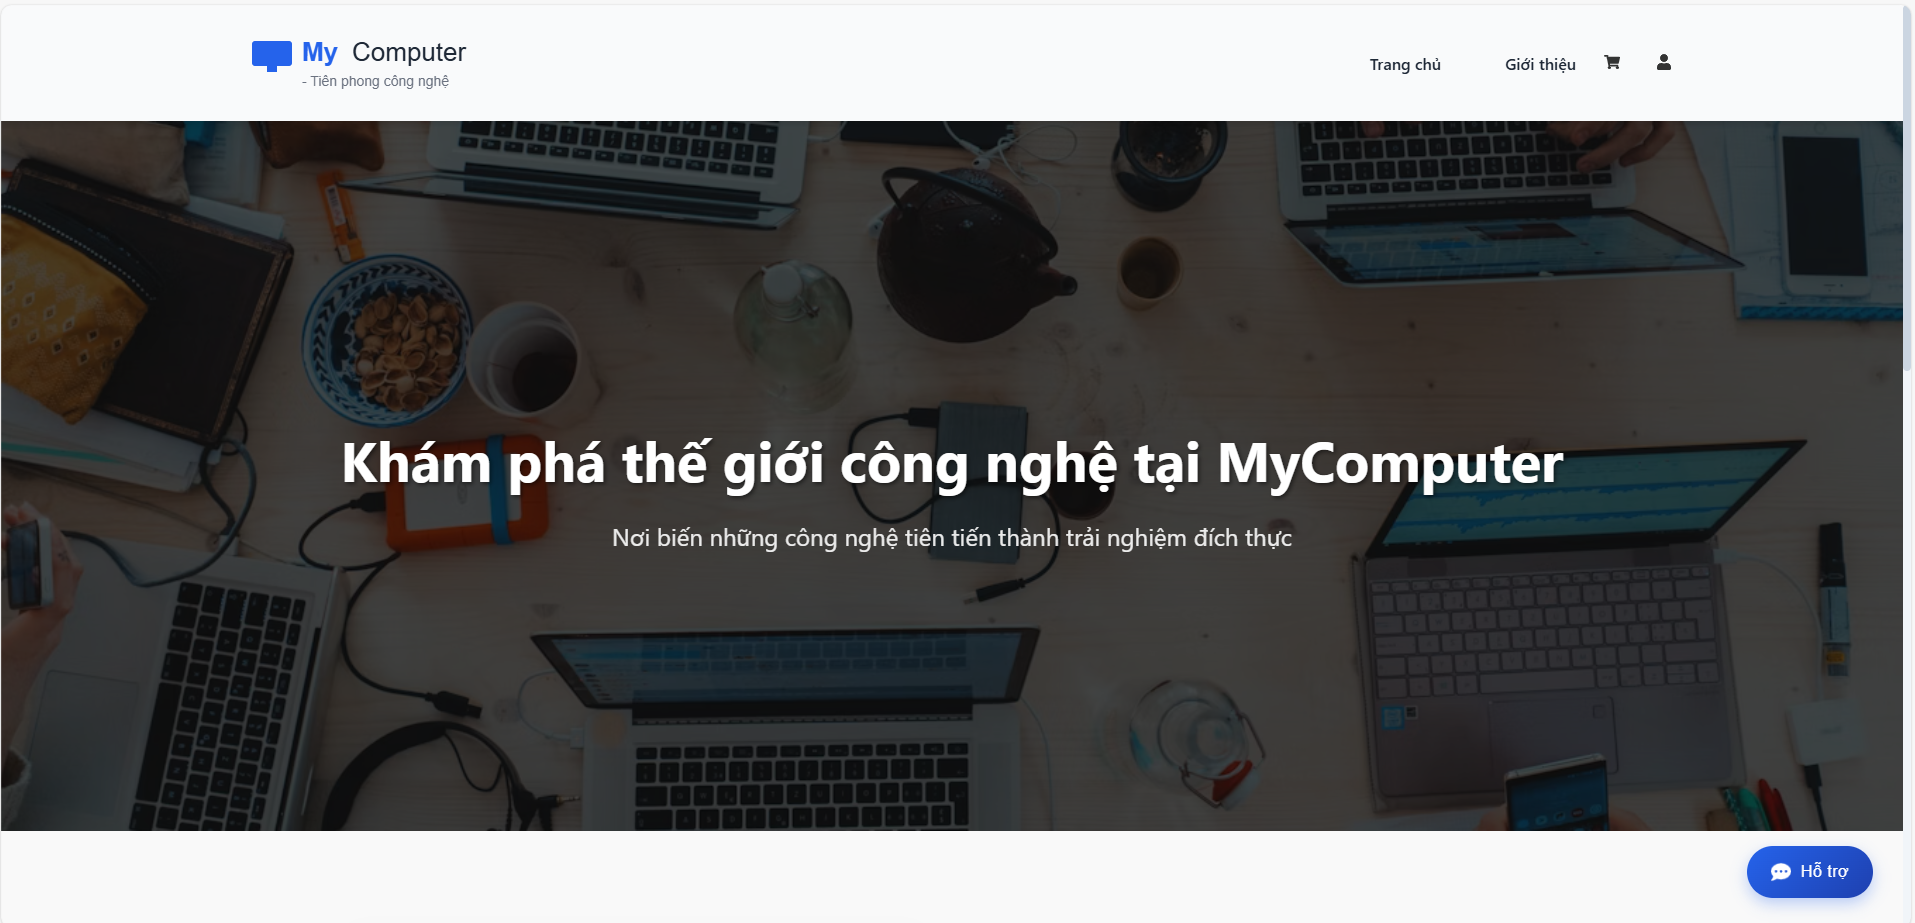 My Computer
- Tiên phong công nghệ
Trang chủ
Giới thiệu
Khám phá thế giới công nghệ tại MyComputer
Nơi biến những công nghệ tiên tiến thành trải nghiệm đích thực
Hỗ trợ